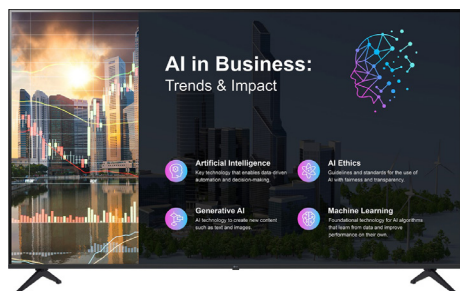 AI in Business:
Trends & Impact
Artificial Intelligence
Key technology that enables data-driven
automation and decision-making.
AI Ethics
Guidelines and standards for the use of
AI with fairness and transparency.
Generative AI
AI technology to create new content
such as text and images.
Machine Learning
Foundational technology for AI algorithms
that learn from data and improve
performance on their own.